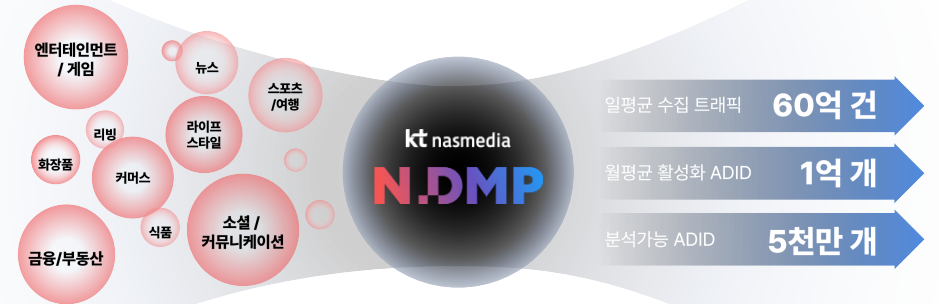 엔터테인먼트
/ 게임
뉴스
스포츠
/여행
리빙
라이프
스타일
화장품
커머스
식품
소셜 /
커뮤니케이션
금융/부동산
kt nasmedia
N.DMP
일평균 수집 트래픽 60억 건
월평균 활성화 ADID 1억 개
분석가능 ADID 5천만 개